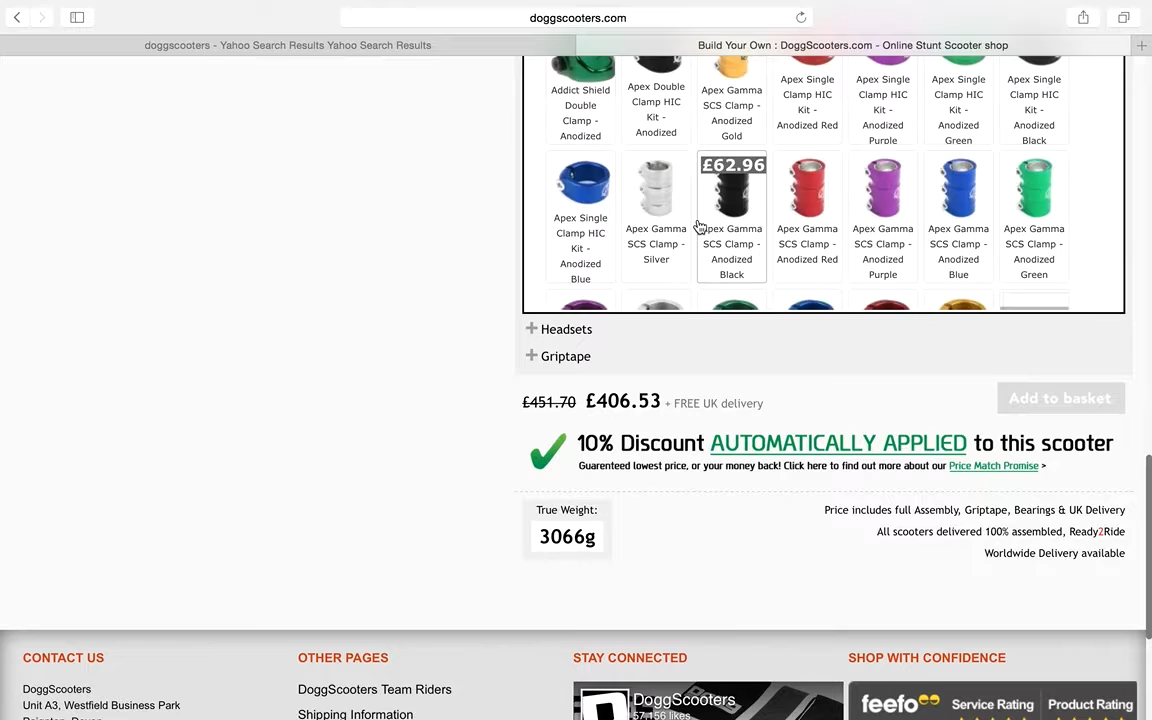 doggscooters.com
doggscooters - Yahoo Search Results Yahoo Search Results
Build Your Own : DoggScooters.com - Online Stunt Scooter shop
Addict Shield
Double
Clamp -
Anodized
Apex Double
Clamp HIC
Kit -
Anodized
Apex Gamma
SCS Clamp -
Anodized
Gold
Apex Single
Clamp HIC
Kit -
Anodized Red
Apex Single
Clamp HIC
Kit -
Anodized
Purple
Apex Single
Clamp HIC
Kit -
Anodized
Green
Apex Single
Clamp HIC
Kit -
Anodized
Black
Apex Single
Clamp HIC
Kit -
Anodized
Blue
Apex Gamma
SCS Clamp -
Silver
£62.96
Apex Gamma
SCS Clamp -
Anodized
Black
Apex Gamma
SCS Clamp -
Anodized Red
Apex Gamma
SCS Clamp -
Anodized
Purple
Apex Gamma
SCS Clamp -
Anodized
Blue
Apex Gamma
SCS Clamp -
Anodized
Green
Headsets
Griptape
£451.70 £406.53 + FREE UK delivery
Add to basket
10% Discount AUTOMATICALLY APPLIED to this scooter
Guarenteed lowest price, or your money back! Click here to find out more about our Price Match Promise >
True Weight:
3066g
Price includes full Assembly, Griptape, Bearings & UK Delivery
All scooters delivered 100% assembled, Ready2Ride
Worldwide Delivery available
CONTACT US
DoggScooters
Unit A3, Westfield Business Park
OTHER PAGES
DoggScooters Team Riders
Shipping Information
STAY CONNECTED
DoggScooters
57,156 likes
SHOP WITH CONFIDENCE
feefo
Service Rating
Product Rating